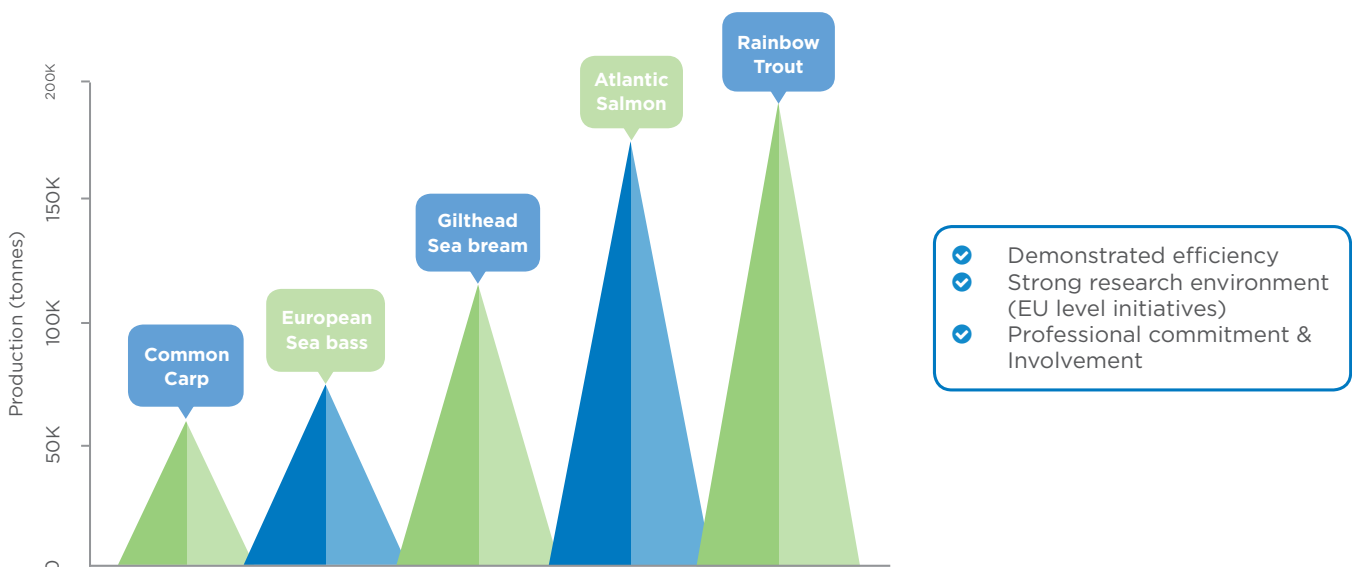 Production (tonnes)
200K
150K
100K
50K
0
Common
Carp
European
Sea bass
Gilthead
Sea bream
Atlantic
Salmon
Rainbow
Trout
Demonstrated efficiency
Strong research environment
(EU level initiatives)
Professional commitment &
Involvement